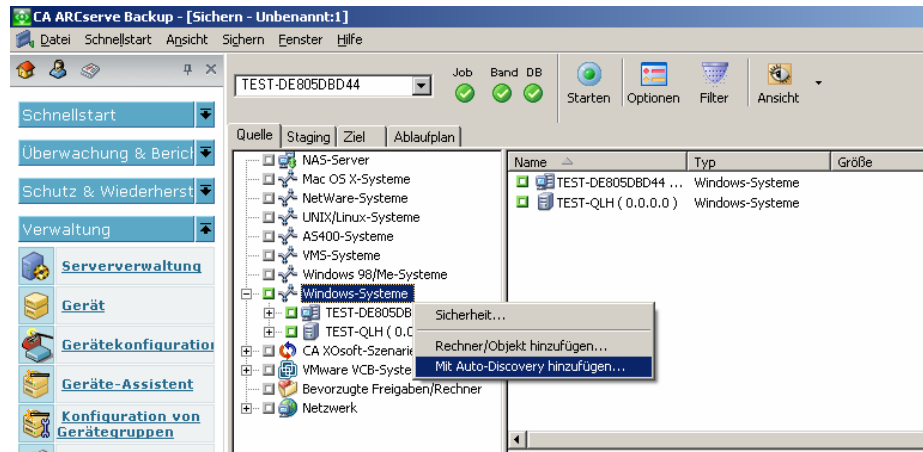 CA ARCserve Backup - [Sichern - Unbenannt:1]
Datei Schnellstart Ansicht Sichern Fenster Hilfe
TEST-DE805DBD44
Job Band DB
Starten Optionen Filter Ansicht
Schnellstart
Überwachung & Berich
Schutz & Wiederherst
Verwaltung
Serververwaltung
Gerät
Gerätekonfiguration
Geräte-Assistent
Konfiguration von
Gerätegruppen
Quelle Staging Ziel Ablaufplan
NAS-Server
Mac OS X-Systeme
NetWare-Systeme
UNIX/Linux-Systeme
AS400-Systeme
VMS-Systeme
Windows 98/Me-Systeme
Windows-Systeme
TEST-DE805DB
TEST-QLH ( 0.0
CA XOsoft-Szenarie
VMware VCB-Syste
Bevorzugte Freigaben/Rechner
Netzwerk
Sicherheit...
Rechner/Objekt hinzufügen...
Mit Auto-Discovery hinzufügen...
Name Typ Größe
TEST-DE805DBD44 ... Windows-Systeme
TEST-QLH ( 0.0.0.0 ) Windows-Systeme